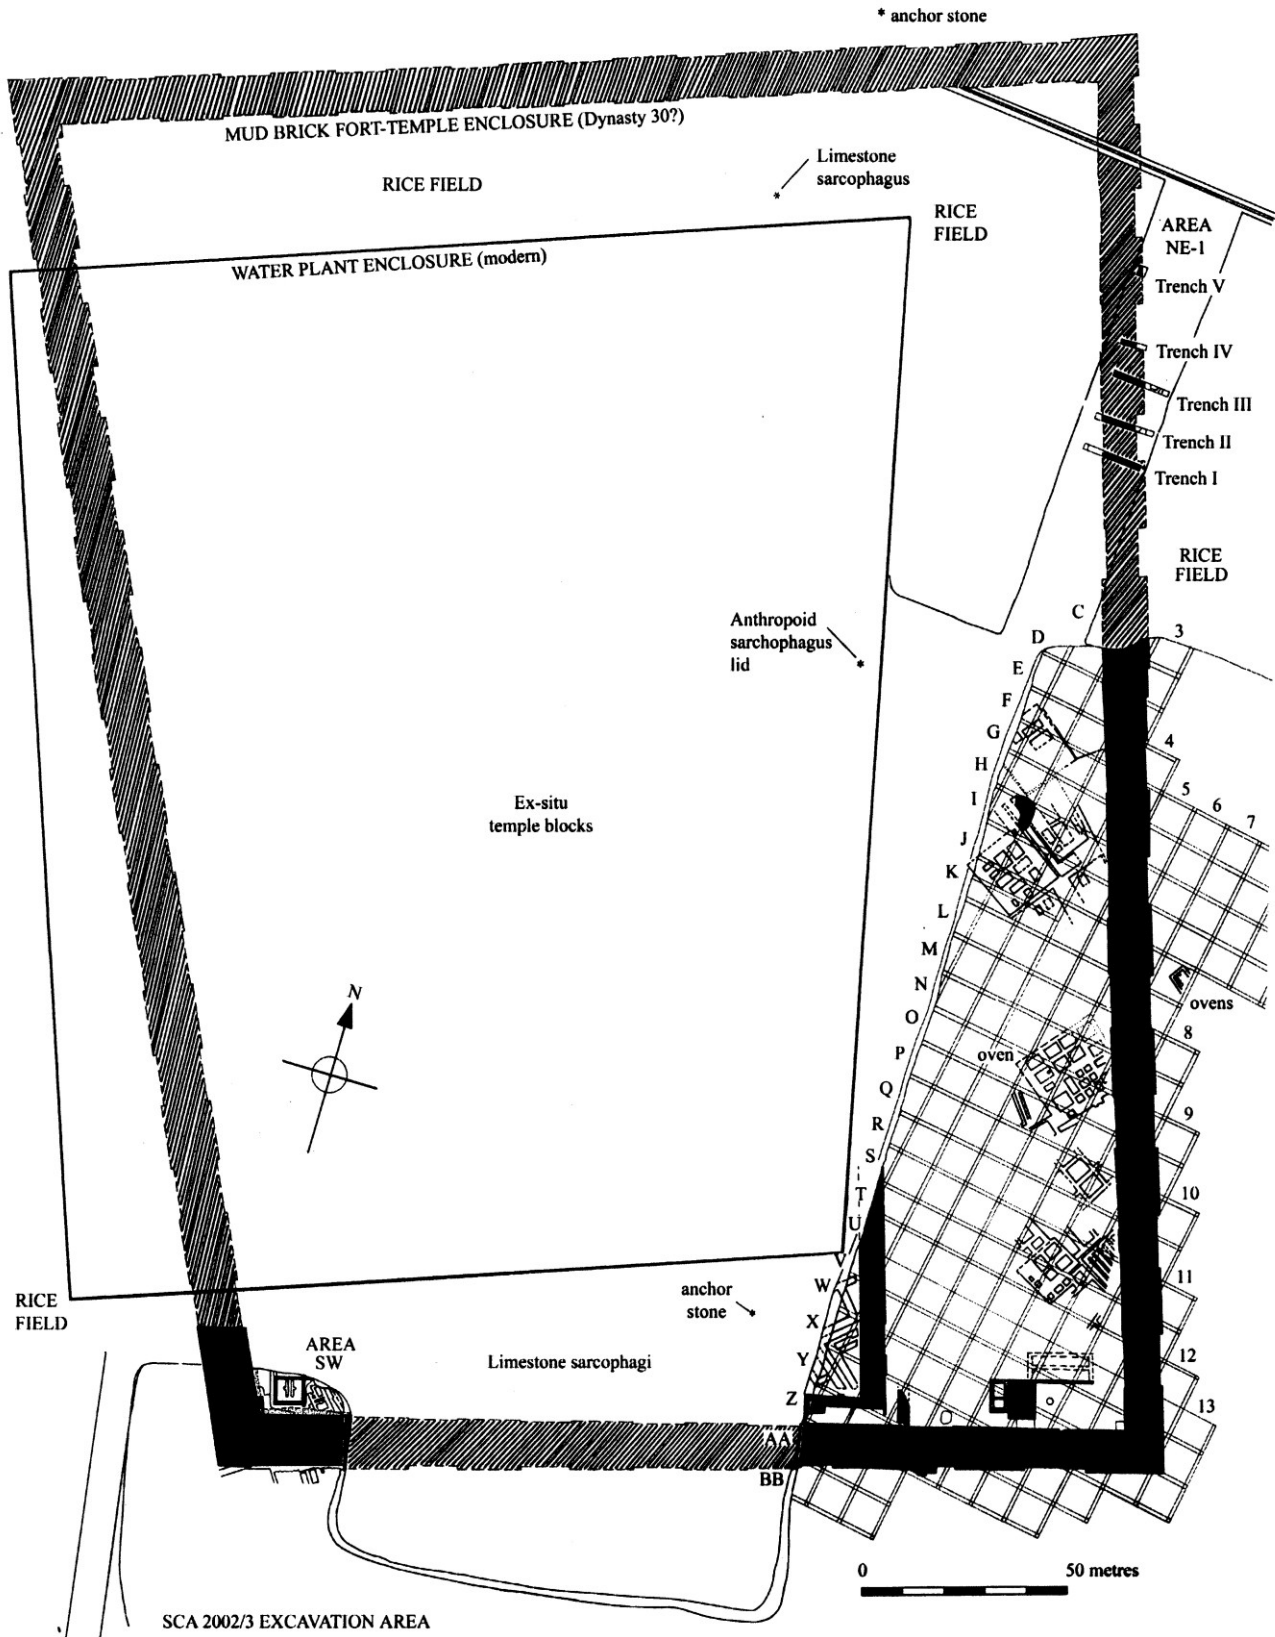 * anchor stone
MUD BRICK FORT-TEMPLE ENCLOSURE (Dynasty 30?)
Limestone
sarcophagus
RICE FIELD
RICE
FIELD
AREA
NE-1
WATER PLANT ENCLOSURE (modern)
Trench V
Trench IV
Trench III
Trench II
Trench I
RICE
FIELD
Anthropoid
sarchophagus
lid
C
D
3
E
F
G
4
H
I
5
6
7
J
K
Ex-situ
temple blocks
L
M
N
ovens
O
8
P
oven
Q
9
R
S
T
10
U
V
11
W
X
Y
12
Z
13
AA
BB
N
anchor
stone
RICE
FIELD
AREA
SW
Limestone sarcophagi
0
50 metres
SCA 2002/3 EXCAVATION AREA